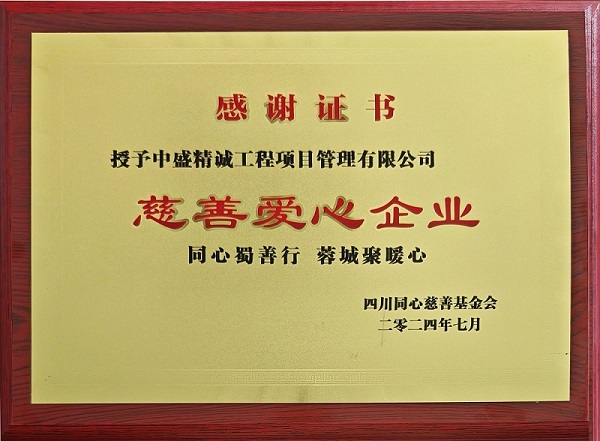 感谢证书
授予中盛精诚工程项目管理有限公司
慈善爱心企业
同心蜀善行 蓉城聚暖心
四川同心慈善基金会
二零二四年七月